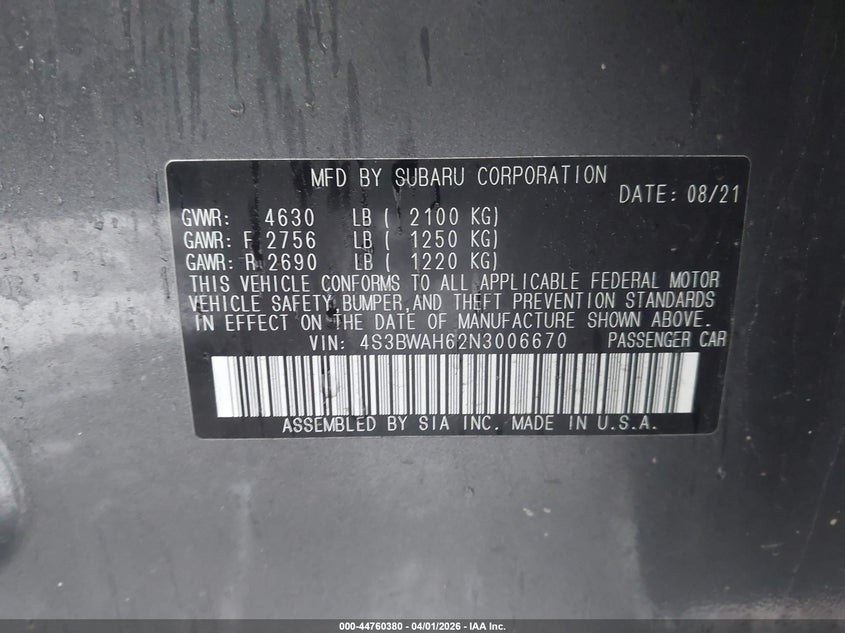 MFD BY SUBARU CORPORATION
DATE: 08/21
GVWR: 4630 LB ( 2100 KG)
GAWR: F 2756 LB ( 1250 KG)
GAWR: R 2690 LB ( 1220 KG)
THIS VEHICLE CONFORMS TO ALL APPLICABLE FEDERAL MOTOR
VEHICLE SAFETY,BUMPER,AND THEFT PREVENTION STANDARDS
IN EFFECT ON THE DATE OF MANUFACTURE SHOWN ABOVE.
VIN: 4S3BWAH62N3006670 PASSENGER CAR
ASSEMBLED BY SIA INC. MADE IN U.S.A.
000-44760380 - 04/01/2026 - IAA Inc.